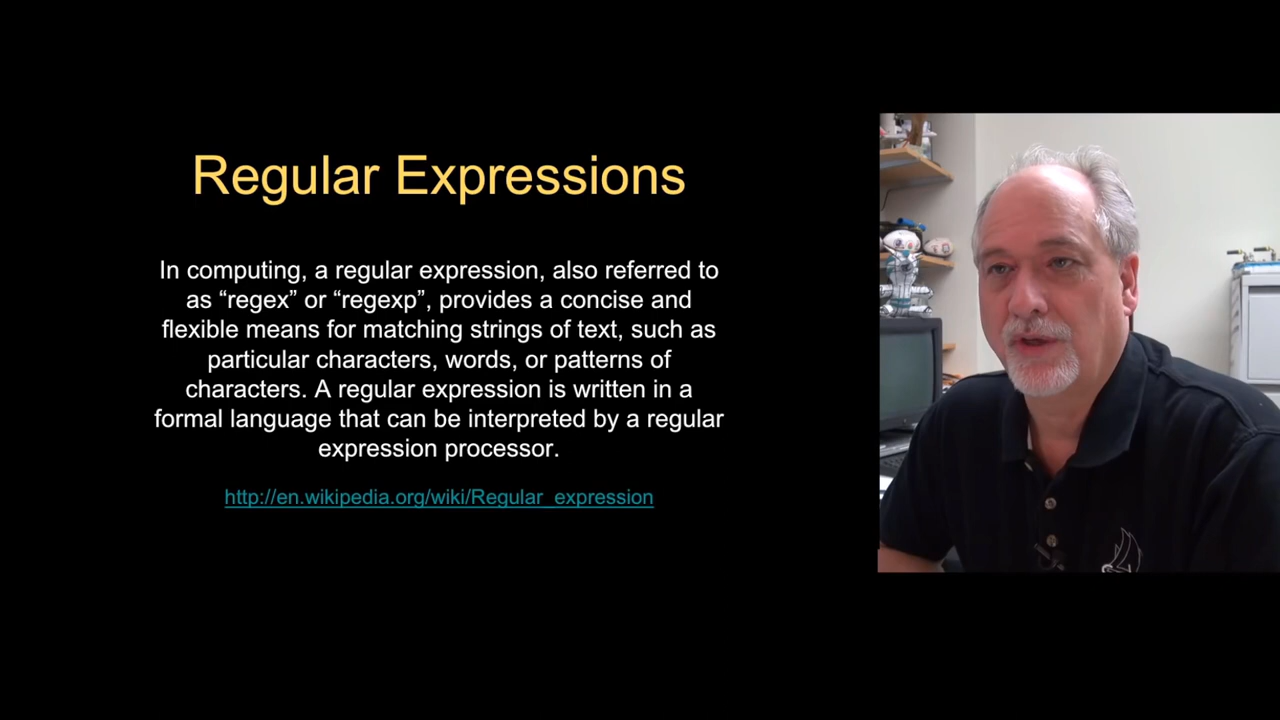 Regular Expressions
In computing, a regular expression, also referred to
as “regex” or “regexp”, provides a concise and
flexible means for matching strings of text, such as
particular characters, words, or patterns of
characters. A regular expression is written in a
formal language that can be interpreted by a regular
expression processor.
http://en.wikipedia.org/wiki/Regular_expression